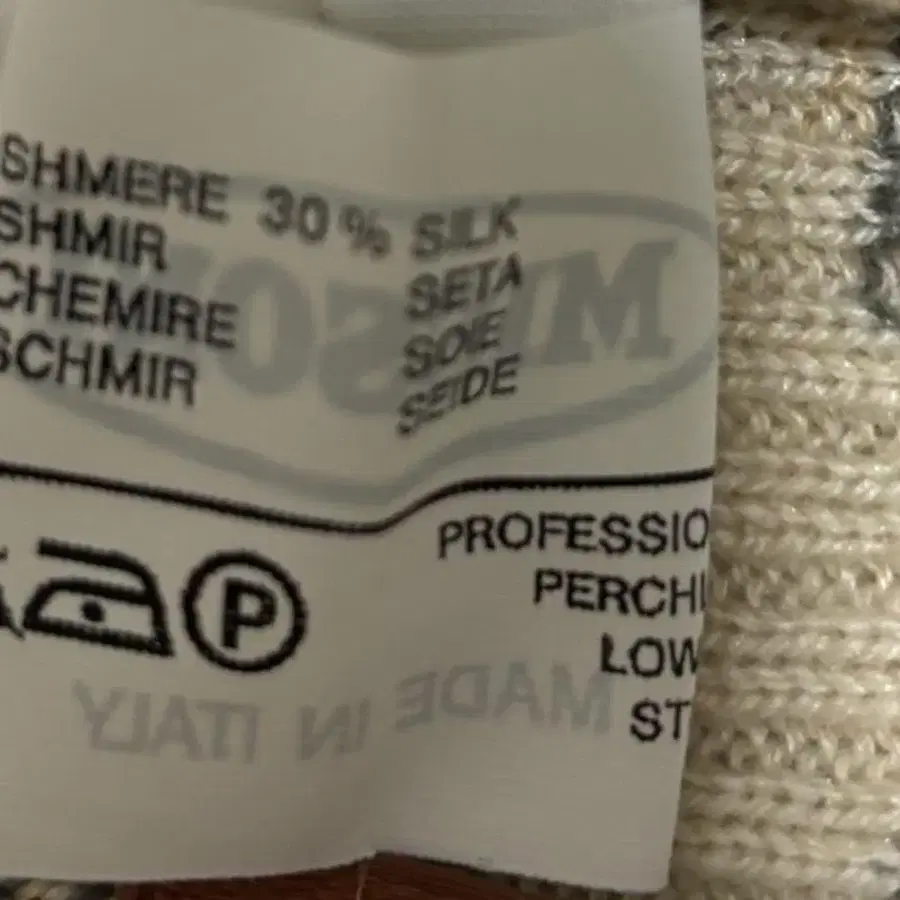 SHMERE 30% SILK
SHMIR SETA
CHEMIRE SOIE
SCHMIR SEIDE
PROFESSIO
P PERCHL
LOW
ST
MADE IN ITALY